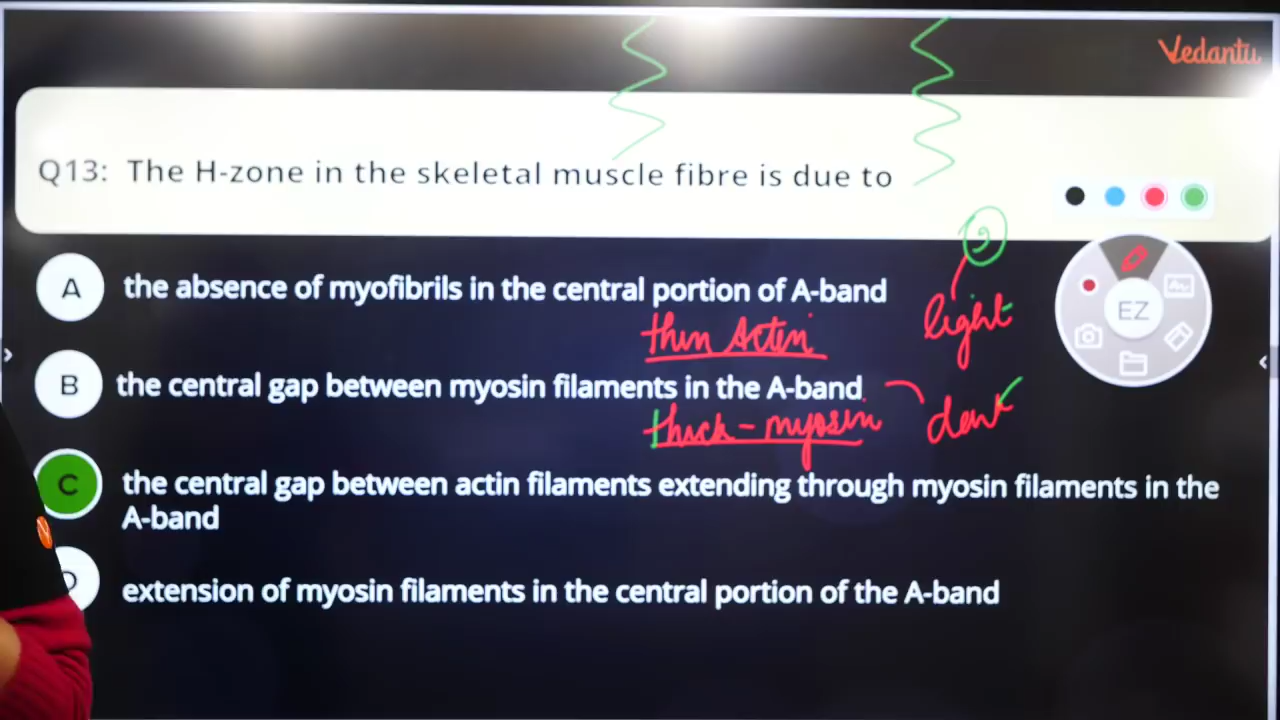 Vedantu
Q13: The H-zone in the skeletal muscle fibre is due to
A the absence of myofibrils in the central portion of A-band
light
thin Actin
EZ
B the central gap between myosin filaments in the A-band
thick - myosin
C the central gap between actin filaments extending through myosin filaments in the
A-band
D extension of myosin filaments in the central portion of the A-band